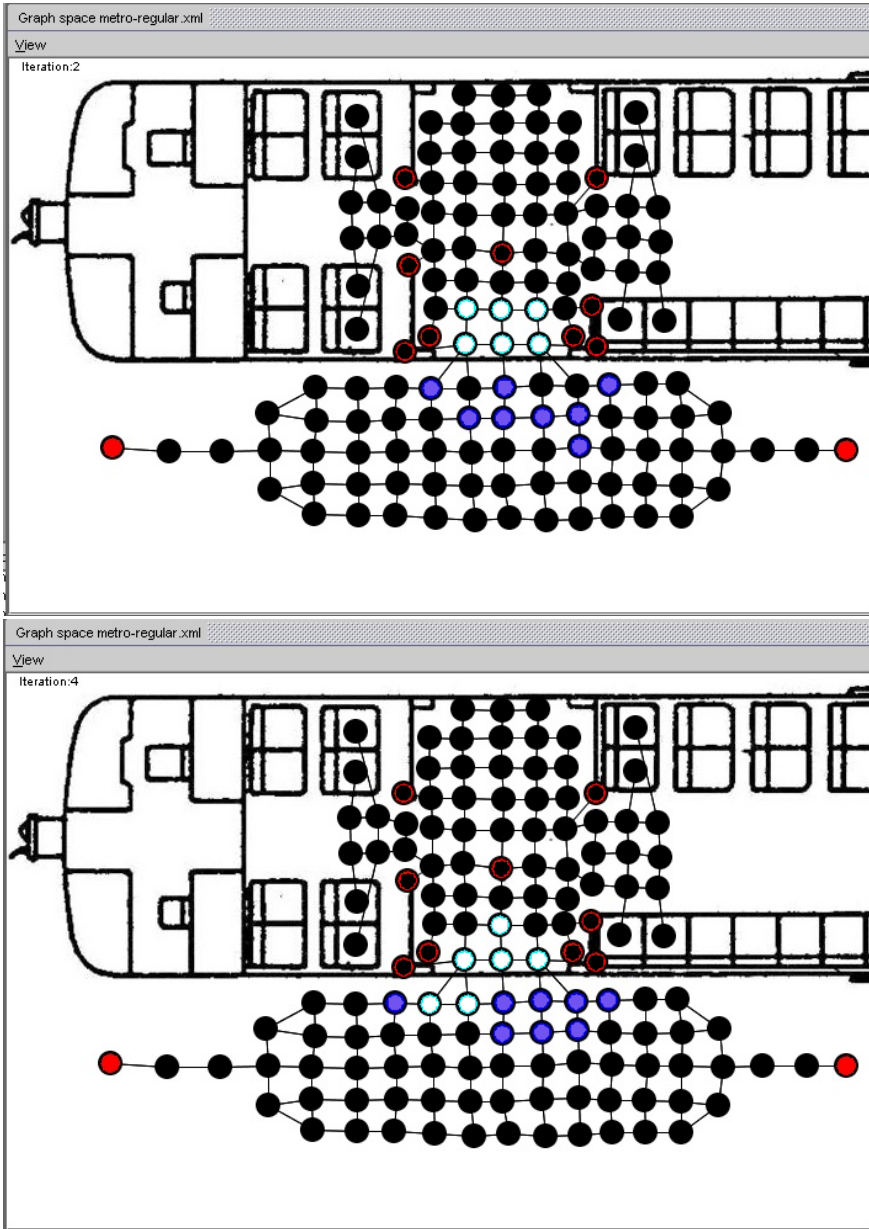 Graph space metro-regular.xml
View
Iteration:2
Graph space metro-regular.xml
View
Iteration:4